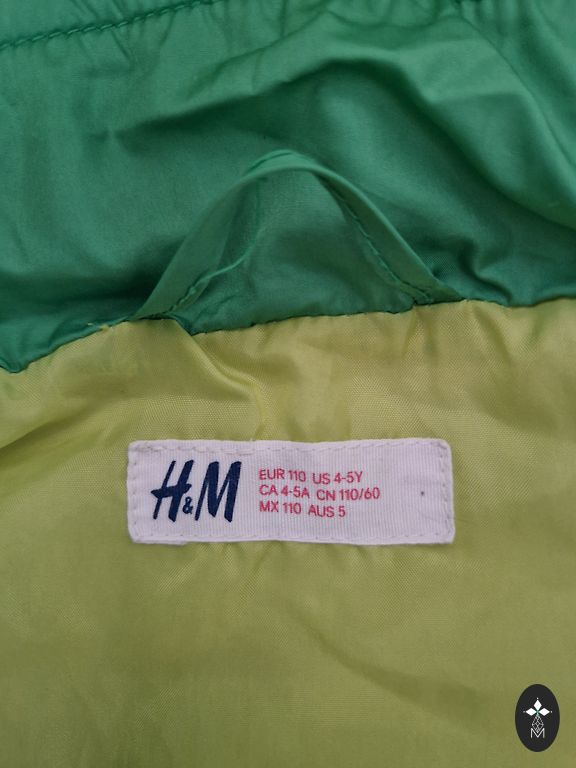 H&M
EUR 110 US 4-5Y
CA 4-5A CN 110/60
MX 110 AUS 5
M